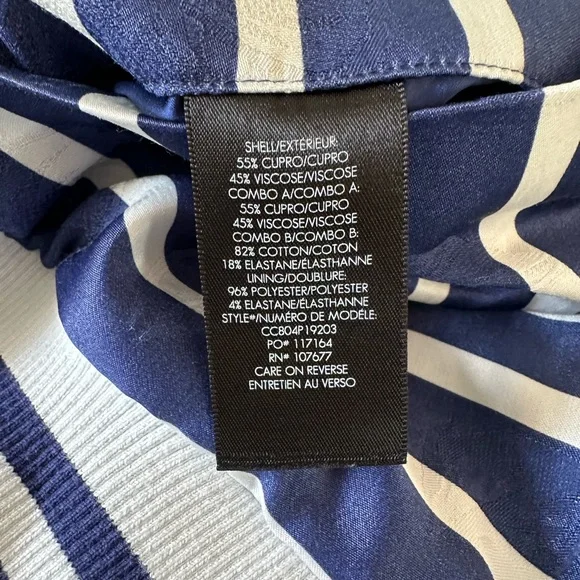 SHELL/EXTÉRIEUR:
55% CUPRO/CUPRO
45% VISCOSE/VISCOSE
COMBO A/COMBO A:
55% CUPRO/CUPRO
45% VISCOSE/VISCOSE
COMBO B/COMBO B:
82% COTTON/COTON
18% ELASTANE/ÉLASTHANNE
LINING/DOUBLURE:
96% POLYESTER/POLYESTER
4% ELASTANE/ÉLASTHANNE
STYLE#/NUMÉRO DE MODÈLE:
CC804P19203
PO# 117164
RN# 107677
CARE ON REVERSE
ENTRETIEN AU VERSO